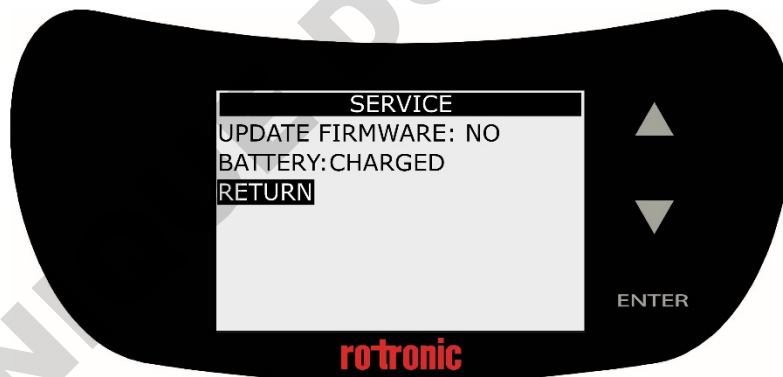 SERVICE
UPDATE FIRMWARE: NO
BATTERY:CHARGED
RETURN
ENTER
rotronic